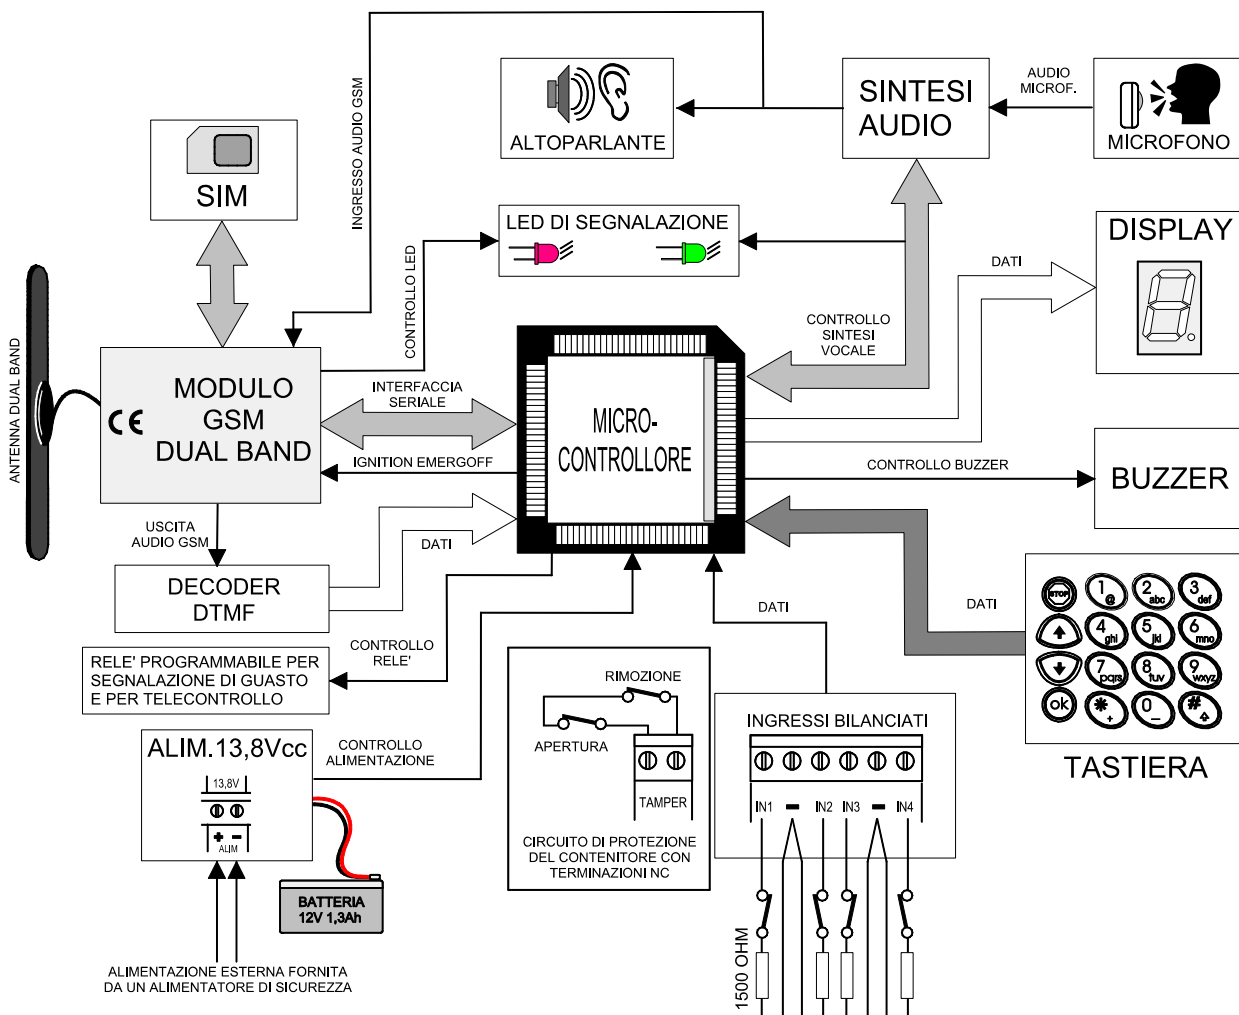 INGRESSO AUDIO GSM
ALTOPARLANTE
SINTESI
AUDIO
AUDIO
MICROF.
MICROFONO
SIM
LED DI SEGNALAZIONE
CONTROLLO LED
DISPLAY
DATI
ANTENNA DUAL BAND
MODULO
GSM
DUAL BAND
CE
INTERFACCIA
SERIALE
IGNITION EMERGOFF
MICRO-
CONTROLLORE
CONTROLLO
SINTESI
VOCALE
CONTROLLO BUZZER
BUZZER
USCITA
AUDIO GSM
DATI
DECODER
DTMF
CONTROLLO
RELE'
RELE' PROGRAMMABILE PER
SEGNALAZIONE DI GUASTO
E PER TELECONTROLLO
DATI
DATI
STOP
1 @
2 abc
3 def
4 ghi
5 jkl
6 mno
7 pqrs
8 tuv
9 wxyz
ok
* +
0 _
#
TASTIERA
ALIM.13,8Vcc
13,8V
+ -
ALIM
CONTROLLO
ALIMENTAZIONE
BATTERIA
12V 1,3Ah
ALIMENTAZIONE ESTERNA FORNITA
DA UN ALIMENTATORE DI SICUREZZA
RIMOZIONE
APERTURA
TAMPER
CIRCUITO DI PROTEZIONE
DEL CONTENITORE CON
TERMINAZIONI NC
INGRESSI BILANCIATI
IN1 - IN2 IN3 - IN4
1500 OHM